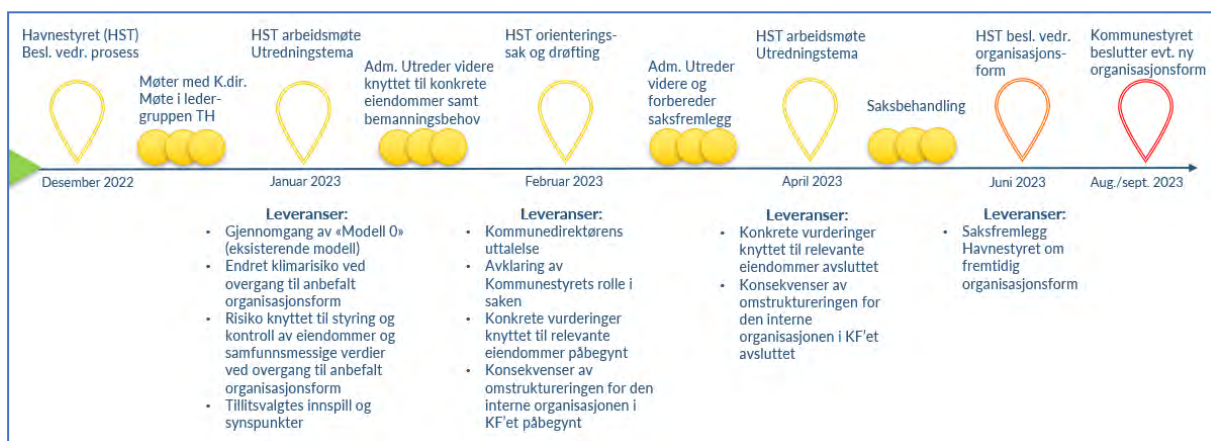 Havnestyret (HST)
Besl. vedr. prosess
Møter med K.dir.
Møte i leder-
gruppen TH
HST arbeidsmøte
Utredningstema
Adm. Utreder videre
knyttet til konkrete
eiendommer samt
bemanningsbehov
HST orienterings-
sak og drøfting
Adm. Utreder
videre og
forbereder
saksfremlegg
HST arbeidsmøte
Utredningstema
Saksbehandling
HST besl. vedr.
organisasjons-
form
Kommunestyret
beslutter evt. ny
organisasjonsform
Desember 2022
Januar 2023
Februar 2023
April 2023
Juni 2023
Aug./sept. 2023
Leveranser:
• Gjennomgang av «Modell 0»
(eksisterende modell)
• Endret klimarisiko ved
overgang til anbefalt
organisasjonsform
• Risiko knyttet til styring og
kontroll av eiendommer og
samfunnsmessige verdier
ved overgang til anbefalt
organisasjonsform
• Tillitsvalgtes innspill og
synspunkter
Leveranser:
• Kommunedirektørens
uttalelse
• Avklaring av
Kommunestyrets rolle i
saken
• Konkrete vurderinger
knyttet til relevante
eiendommer påbegynt
• Konsekvenser av
omstruktureringen for den
interne organisasjonen i
KF'et påbegynt
Leveranser:
• Konkrete vurderinger
knyttet til relevante
eiendommer avsluttet
• Konsekvenser av
omstruktureringen for
den interne
organisasjonen i KF'et
avsluttet
Leveranser:
• Saksfremlegg
Havnestyret om
fremtidig
organisasjonsform